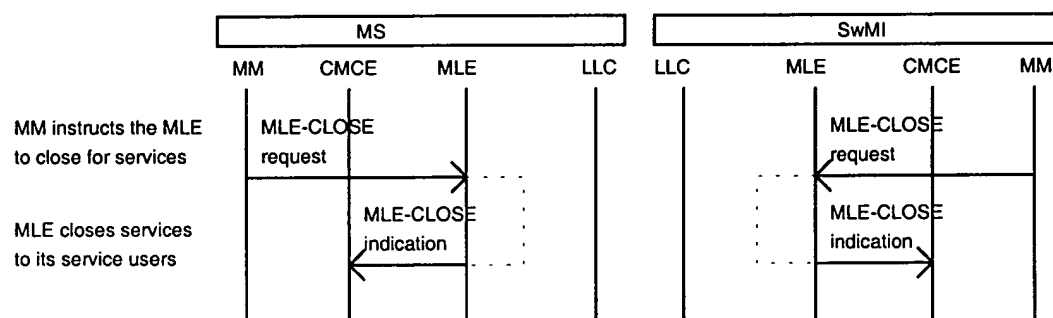 MS SwMI
MM CMCE MLE LLC LLC MLE CMCE MM
MM instructs the MLE
to close for services
MLE-CLOSE
request
MLE-CLOSE
request
MLE closes services
to its service users
MLE-CLOSE
indication
MLE-CLOSE
indication